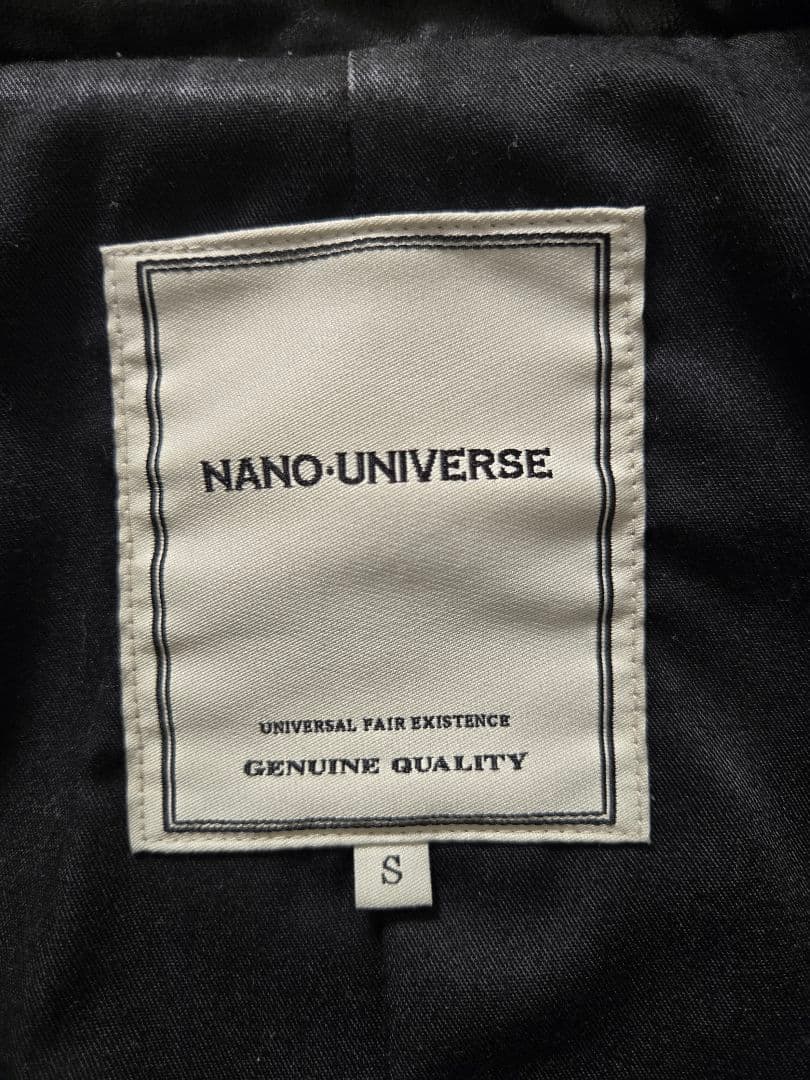 NANO·UNIVERSE
UNIVERSAL FAIR EXISTENCE
GENUINE QUALITY
S